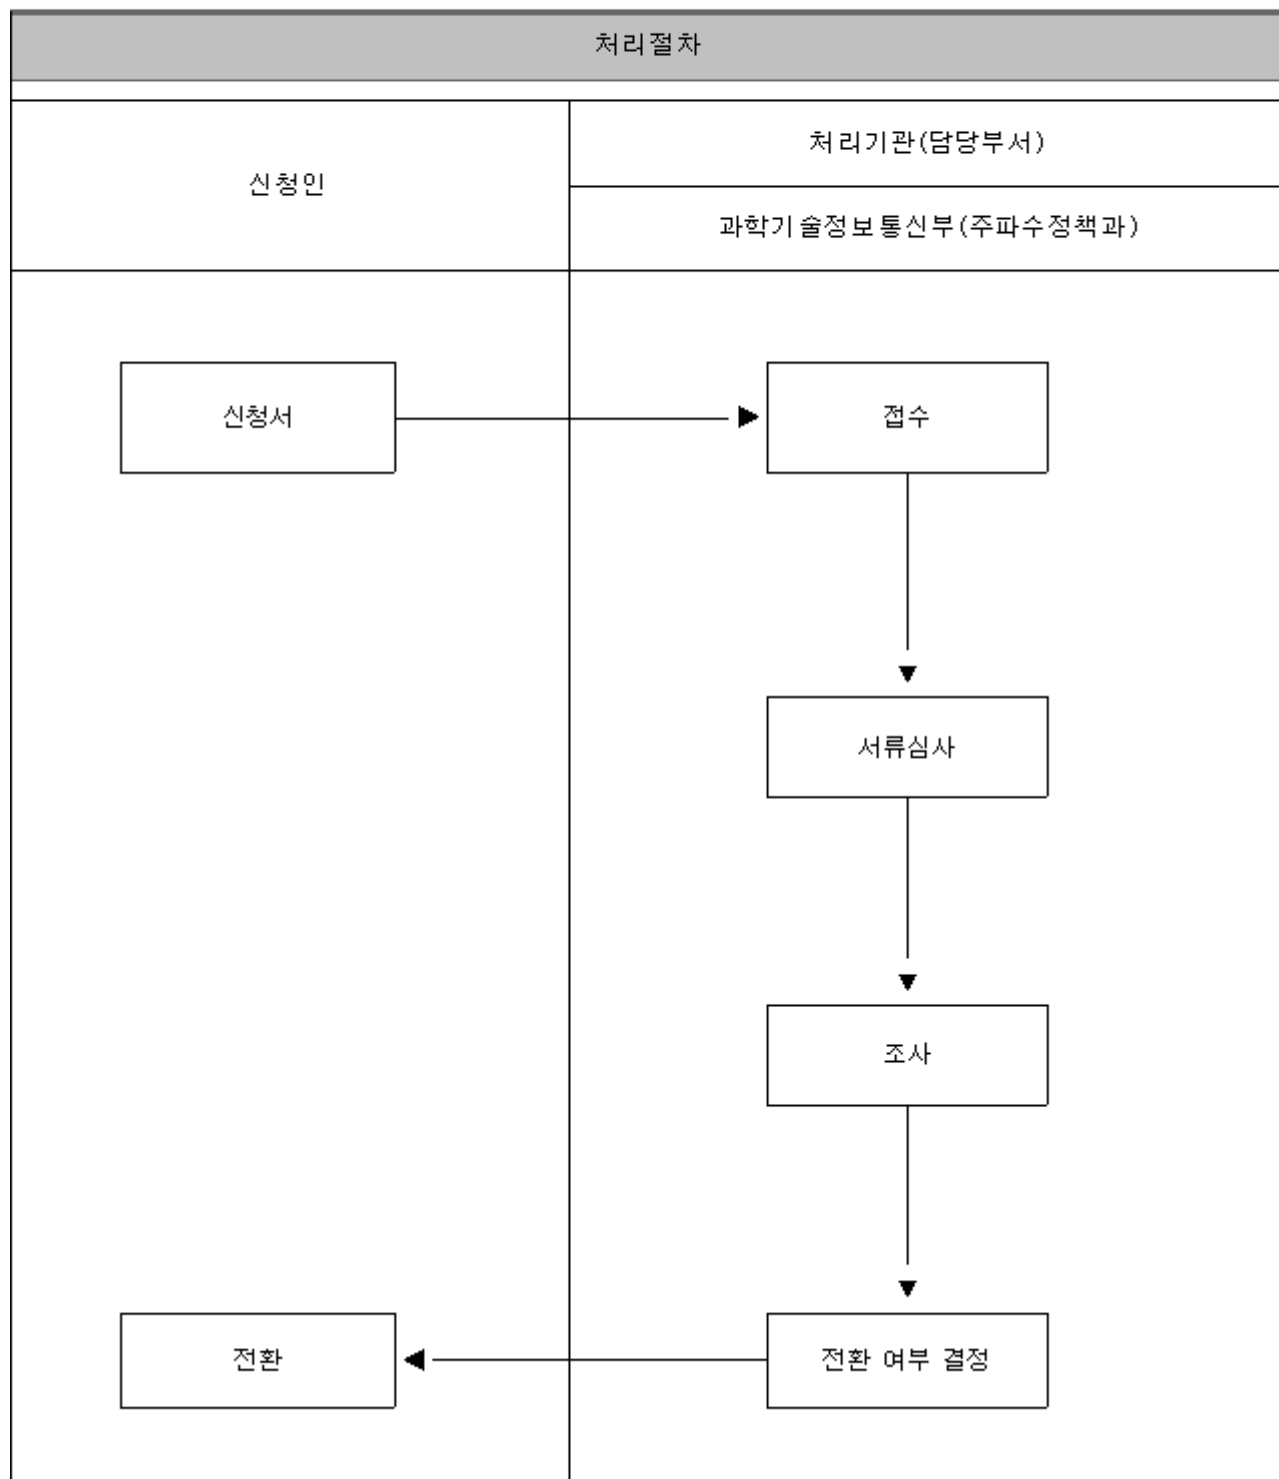 처리절차
신청인
처리기관(담당부서)
과학기술정보통신부(주파수정책과)
신청서
접수
서류심사
조사
전환
전환 여부 결정